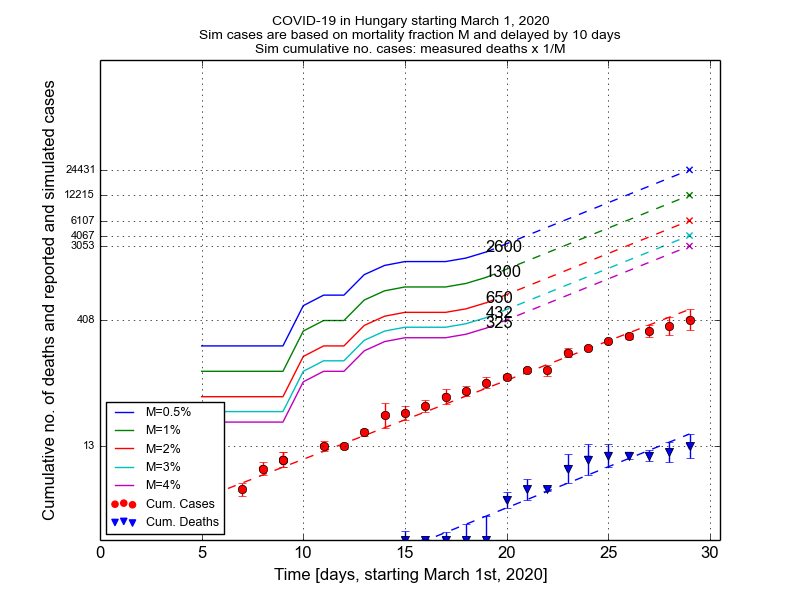 COVID-19 in Hungary starting March 1, 2020
Sim cases are based on mortality fraction M and delayed by 10 days
Sim cumulative no. cases: measured deaths x 1/M
Cumulative no. of deaths and reported and simulated cases
24431
12215
6107
4067
3053
408
13
2600
1300
650
432
325
M=0.5%
M=1%
M=2%
M=3%
M=4%
Cum. Cases
Cum. Deaths
0 5 10 15 20 25 30
Time [days, starting March 1st, 2020]